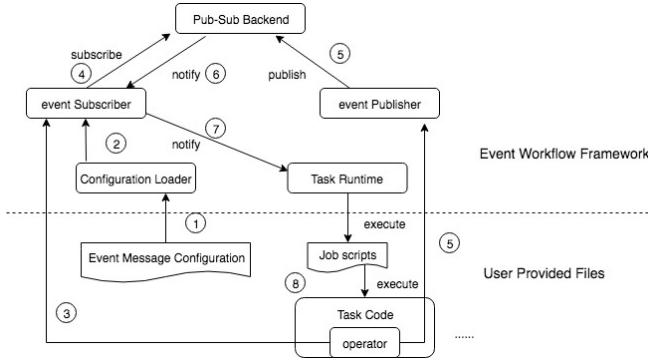 Pub-Sub Backend
subscribe
4
notify
6
5
publish
event Subscriber
event Publisher
2
7
notify
Event Workflow Framework
Configuration Loader
Task Runtime
1
execute
Event Message Configuration
Job scripts
5
User Provided Files
8
execute
3
Task Code
operator
......